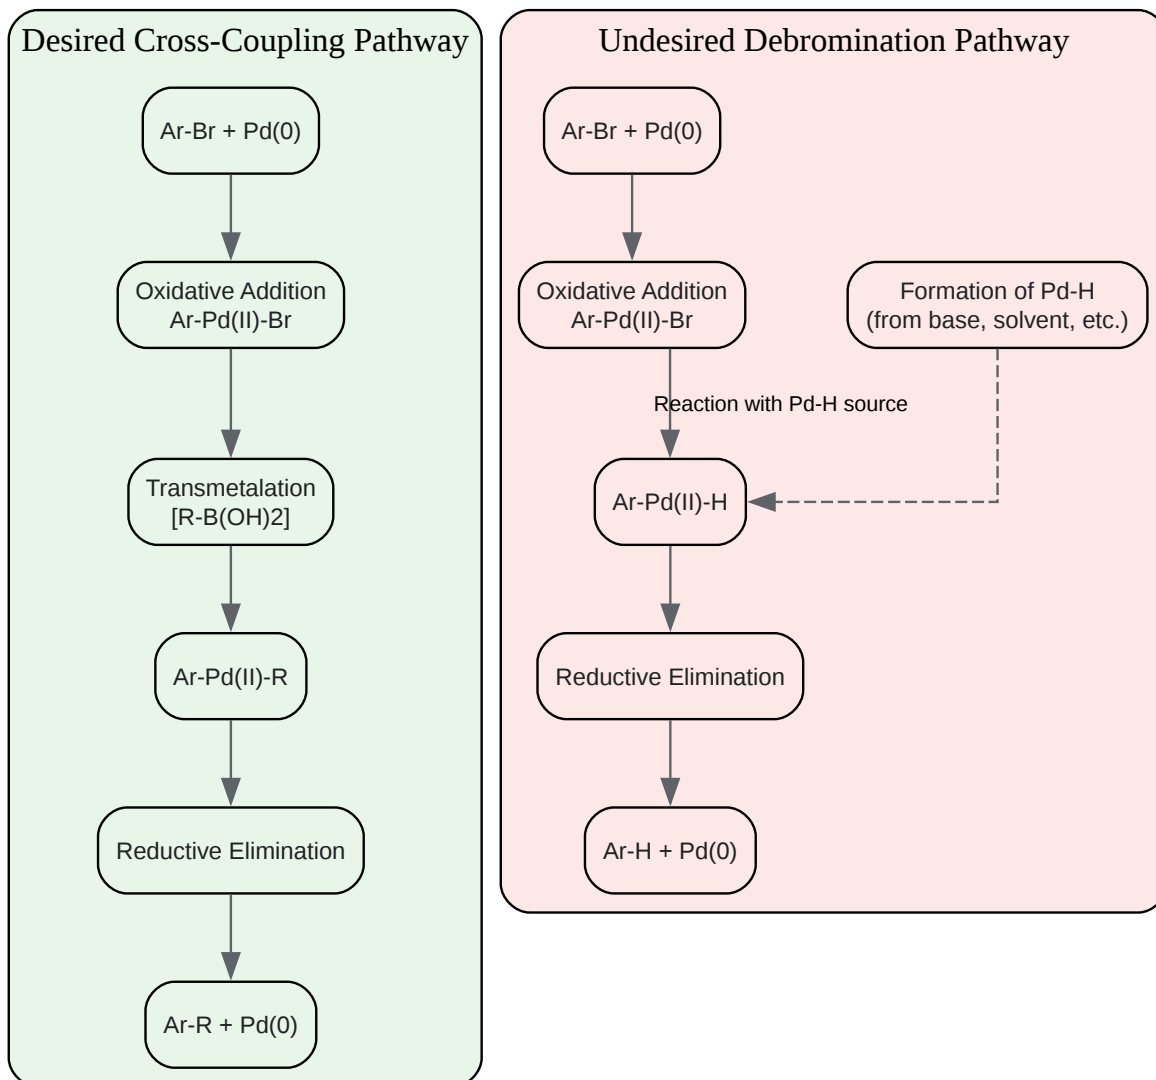 Desired Cross-Coupling Pathway
Ar-Br + Pd(0)
Oxidative Addition
Ar-Pd(II)-Br
Transmetalation
[R-B(OH)2]
Ar-Pd(II)-R
Reductive Elimination
Ar-R + Pd(0)
Undesired Debromination Pathway
Ar-Br + Pd(0)
Oxidative Addition
Ar-Pd(II)-Br
Formation of Pd-H
(from base, solvent, etc.)
Reaction with Pd-H source
Ar-Pd(II)-H
Reductive Elimination
Ar-H + Pd(0)